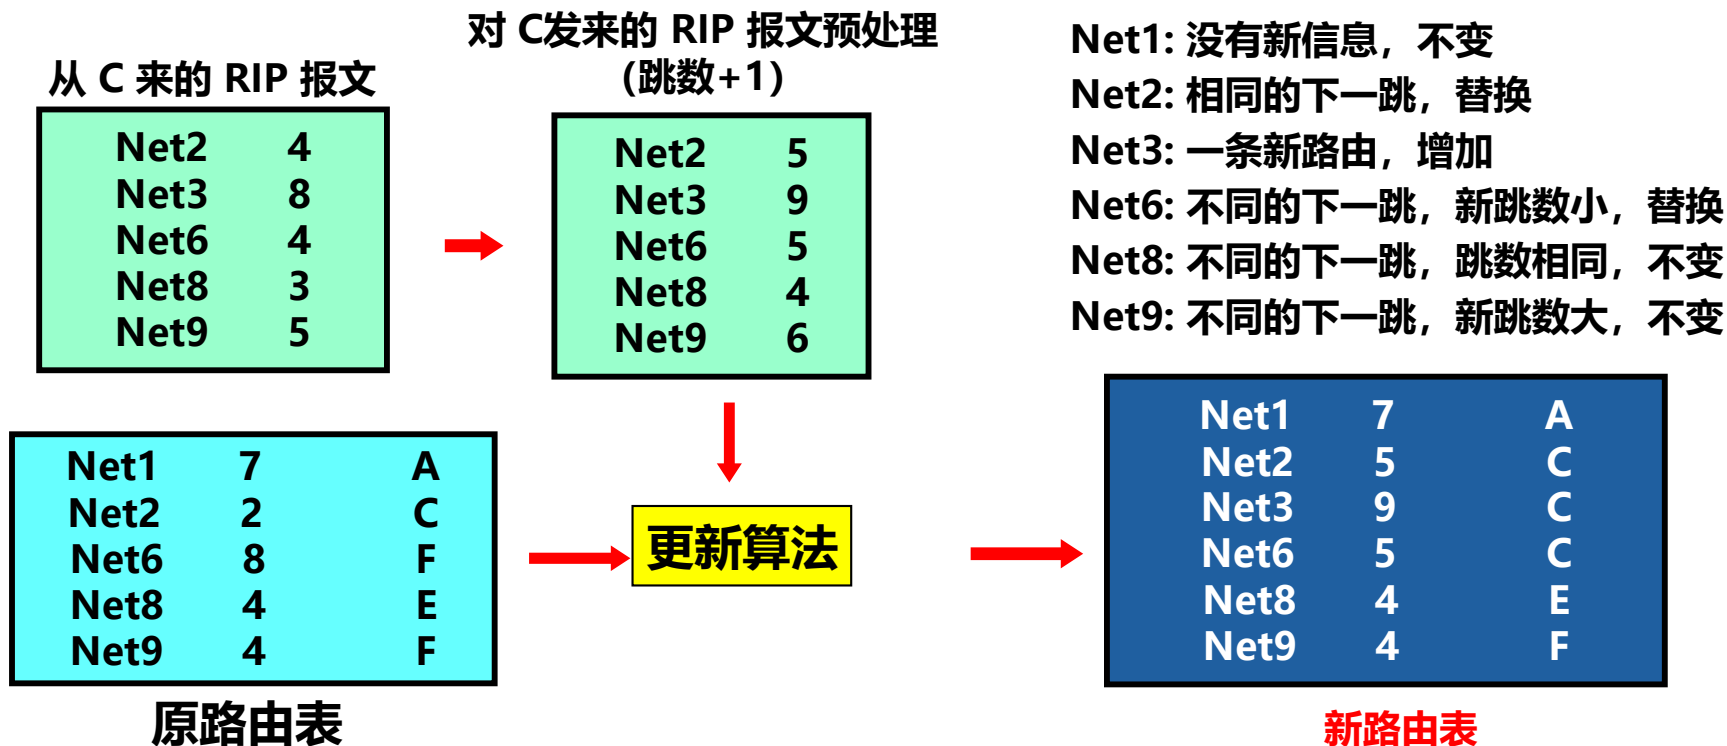 从 C 来的 RIP 报文
Net2 4
Net3 8
Net6 4
Net8 3
Net9 5
对 C发来的 RIP 报文预处理
(跳数+1)
Net2 5
Net3 9
Net6 5
Net8 4
Net9 6
Net1: 没有新信息，不变
Net2: 相同的下一跳，替换
Net3: 一条新路由，增加
Net6: 不同的下一跳，新跳数小，替换
Net8: 不同的下一跳，跳数相同，不变
Net9: 不同的下一跳，新跳数大，不变
Net1 7 A
Net2 2 C
Net6 8 F
Net8 4 E
Net9 4 F
原路由表
更新算法
Net1 7 A
Net2 5 C
Net3 9 C
Net6 5 C
Net8 4 E
Net9 4 F
新路由表